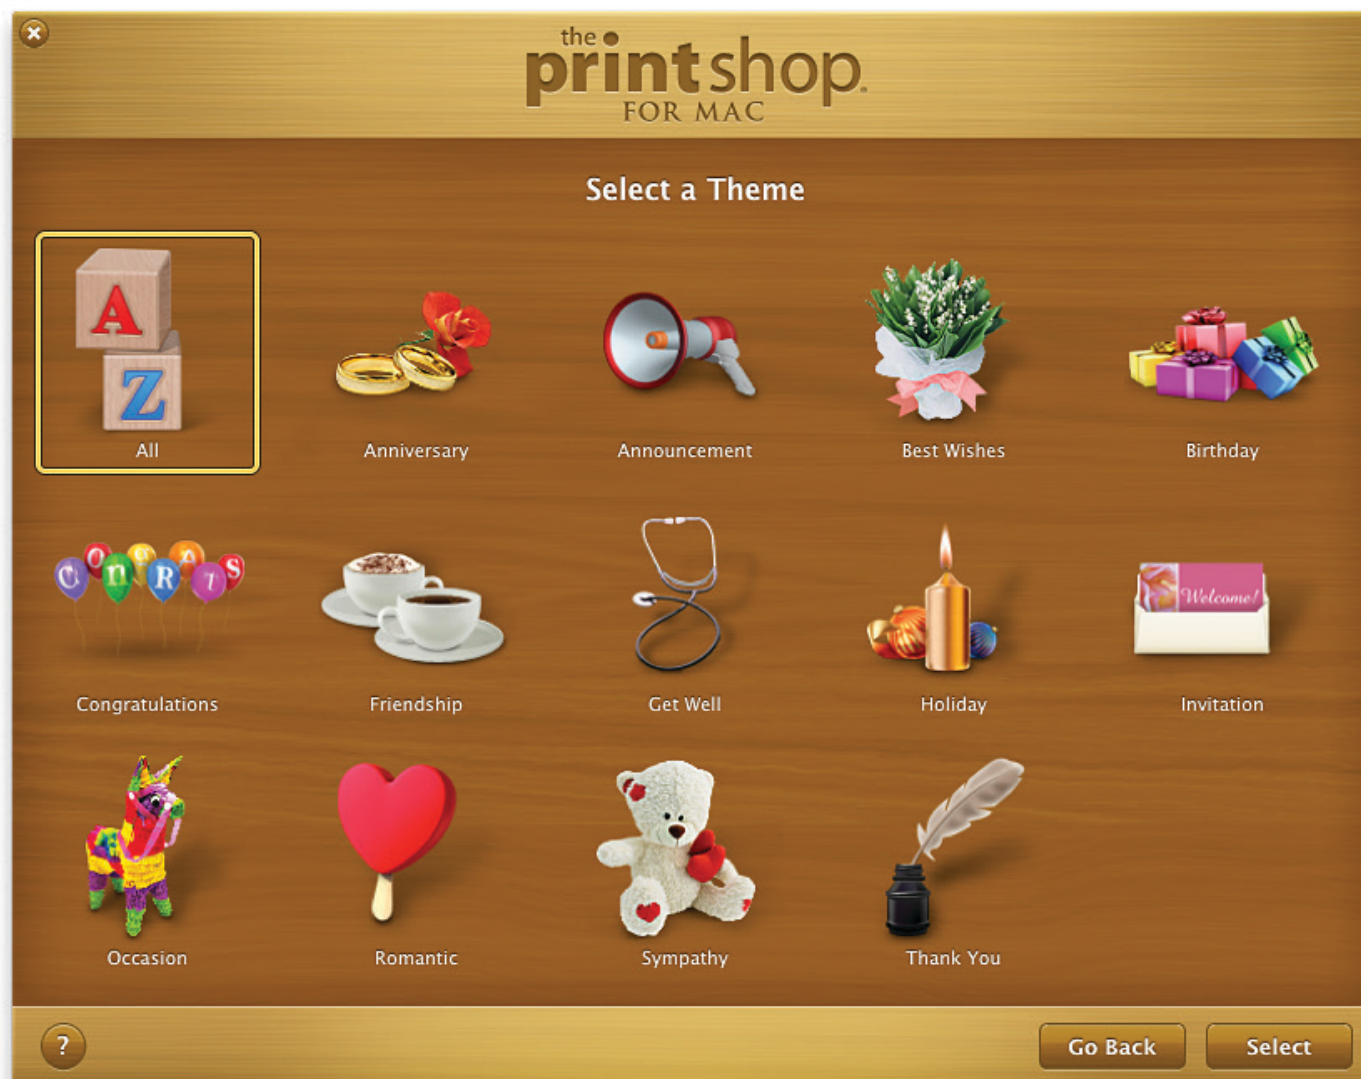 the
printshop®
FOR MAC
Select a Theme
A
Z
All
Anniversary
Announcement
Best Wishes
Birthday
CONGRATS
Welcome!
Congratulations
Friendship
Get Well
Holiday
Invitation
Occasion
Romantic
Sympathy
Thank You
?
Go Back
Select